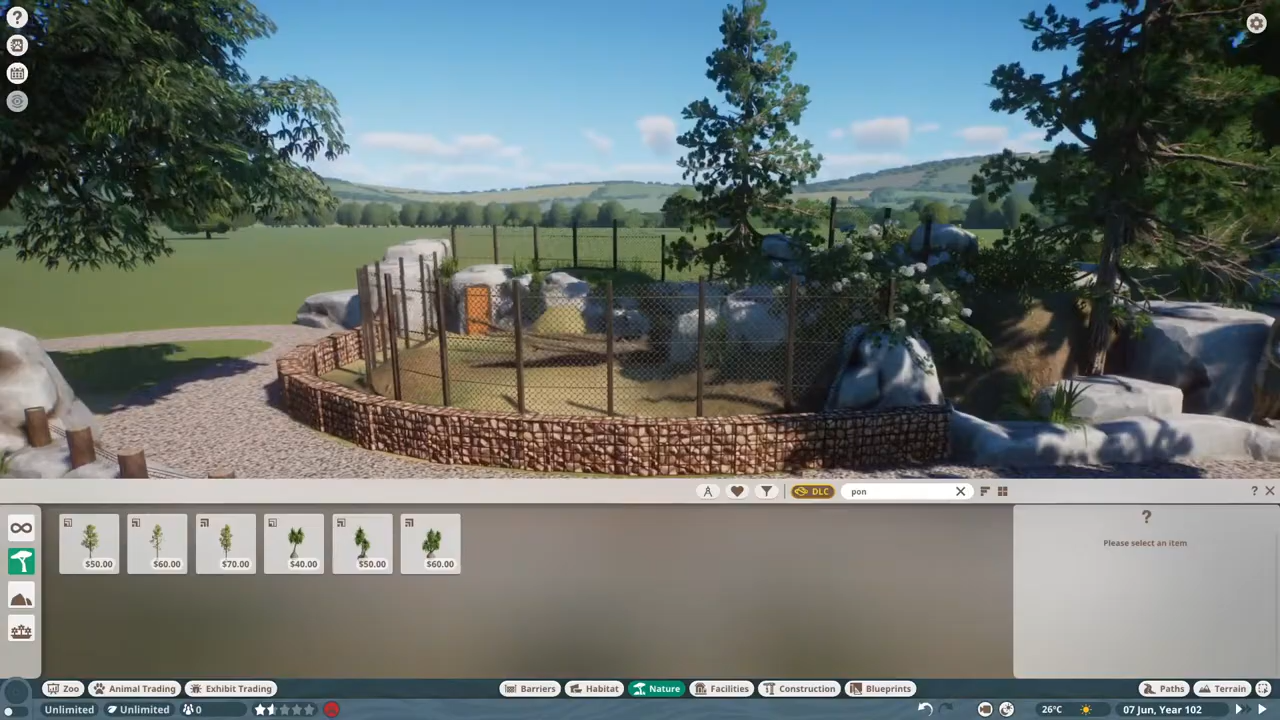 DLC
pon
$50.00
$60.00
$70.00
$40.00
$50.00
$60.00
?
Please select an item
Zoo
Animal Trading
Exhibit Trading
Barriers
Habitat
Nature
Facilities
Construction
Blueprints
Paths
Terrain
Unlimited
Unlimited
0
26°C
07 Jun, Year 102